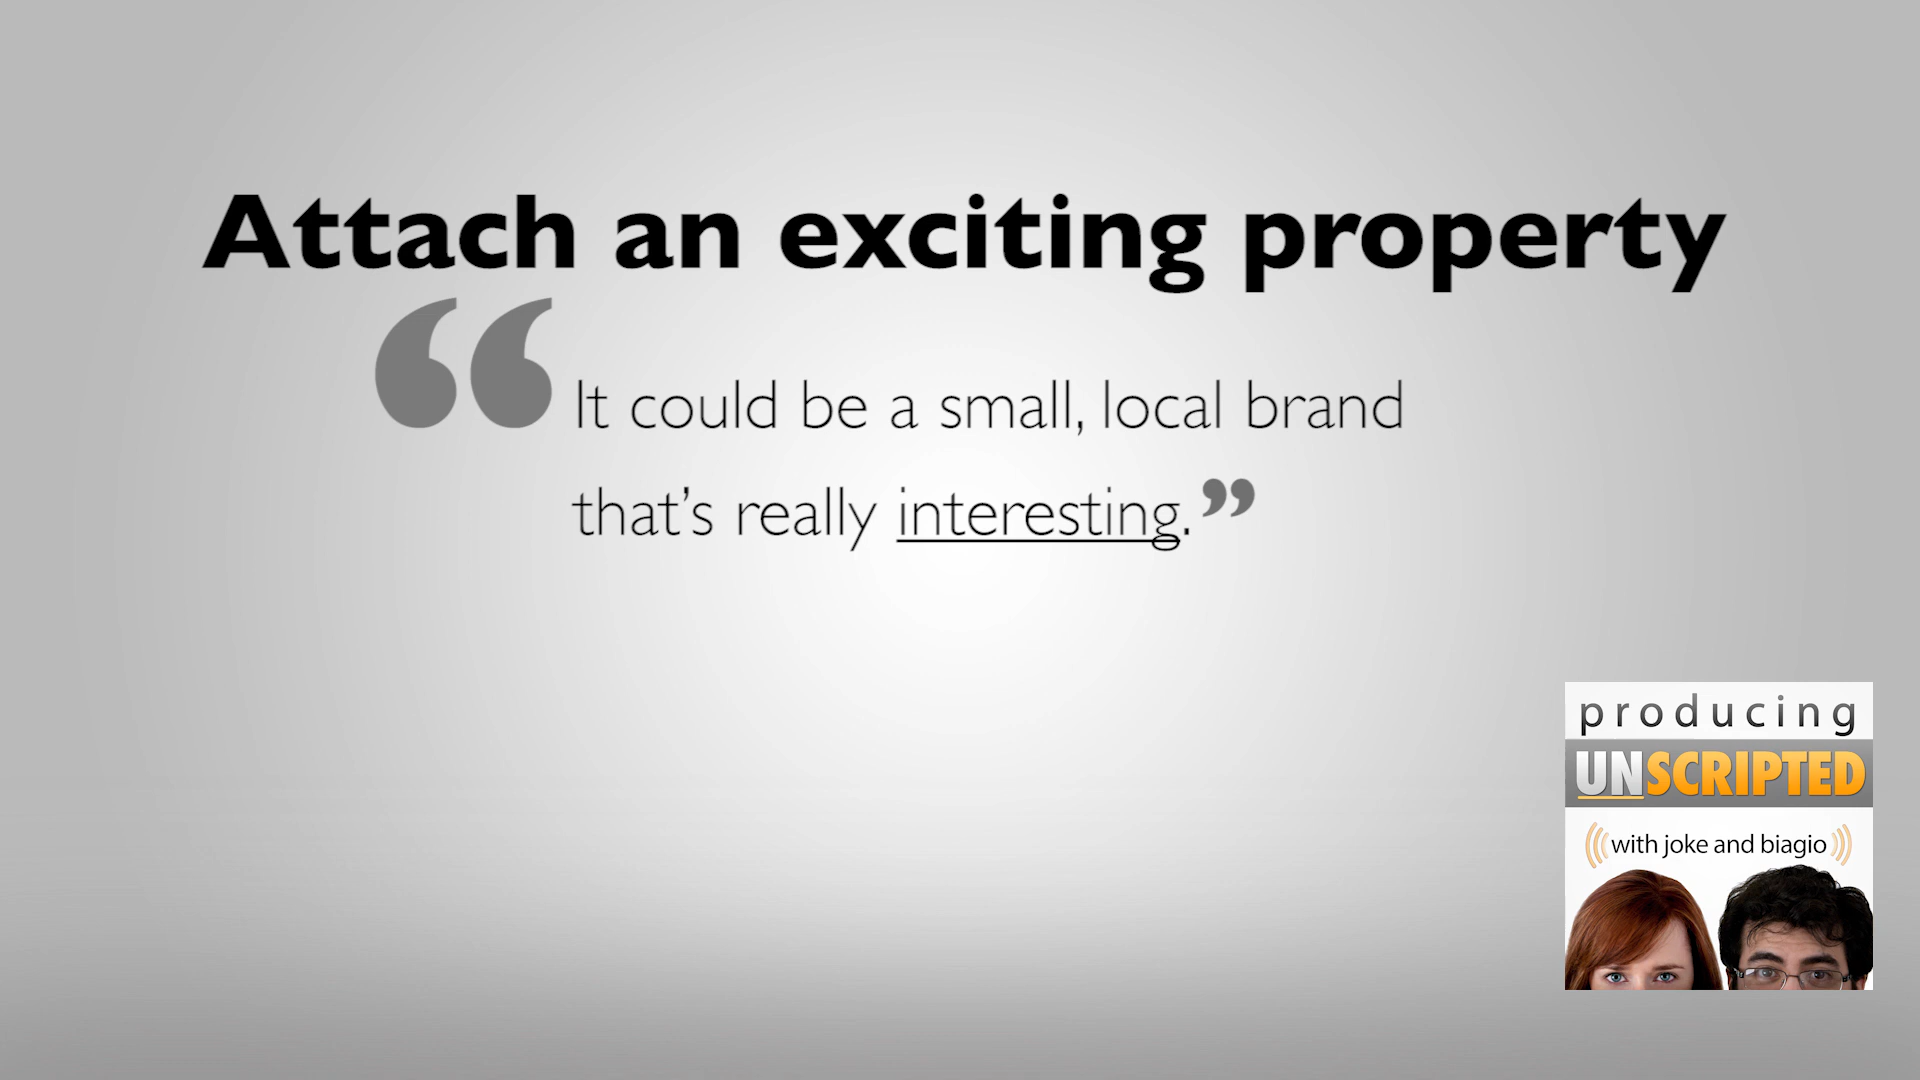 Attach an exciting property
“It could be a small, local brand
that’s really interesting.”
producing
UNSCRIPTED
with joke and biagio